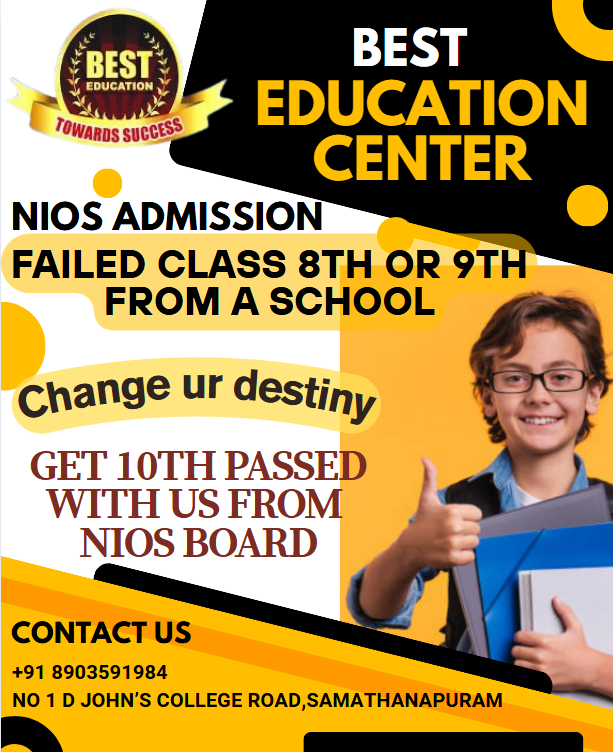 BEST
EDUCATION
TOWARDS SUCCESS
BEST
EDUCATION
CENTER
NIOS ADMISSION
FAILED CLASS 8TH OR 9TH
FROM A SCHOOL
Change ur destiny
GET 10TH PASSED
WITH US FROM
NIOS BOARD
CONTACT US
+91 8903591984
NO 1 D JOHN’S COLLEGE ROAD,SAMATHANAPURAM